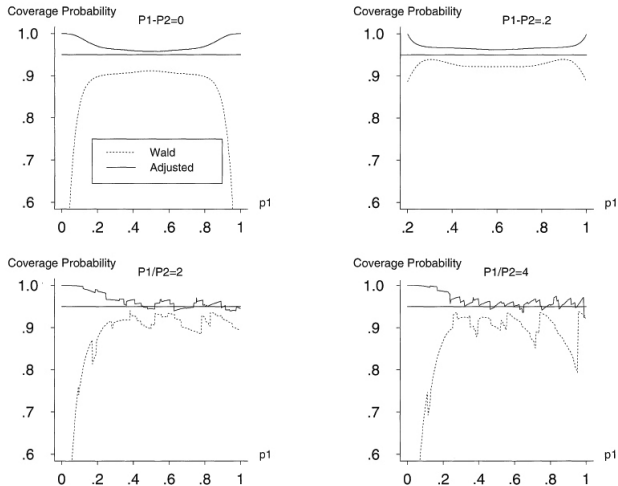 Coverage Probability
P1-P2=0
1.0
.9
.8
.7
.6
Wald
Adjusted
0 .2 .4 .6 .8 1
p1
Coverage Probability
P1-P2=.2
1.0
.9
.8
.7
.6
.2 .4 .6 .8 1
p1
Coverage Probability
P1/P2=2
1.0
.9
.8
.7
.6
0 .2 .4 .6 .8 1
p1
Coverage Probability
P1/P2=4
1.0
.9
.8
.7
.6
0 .2 .4 .6 .8 1
p1